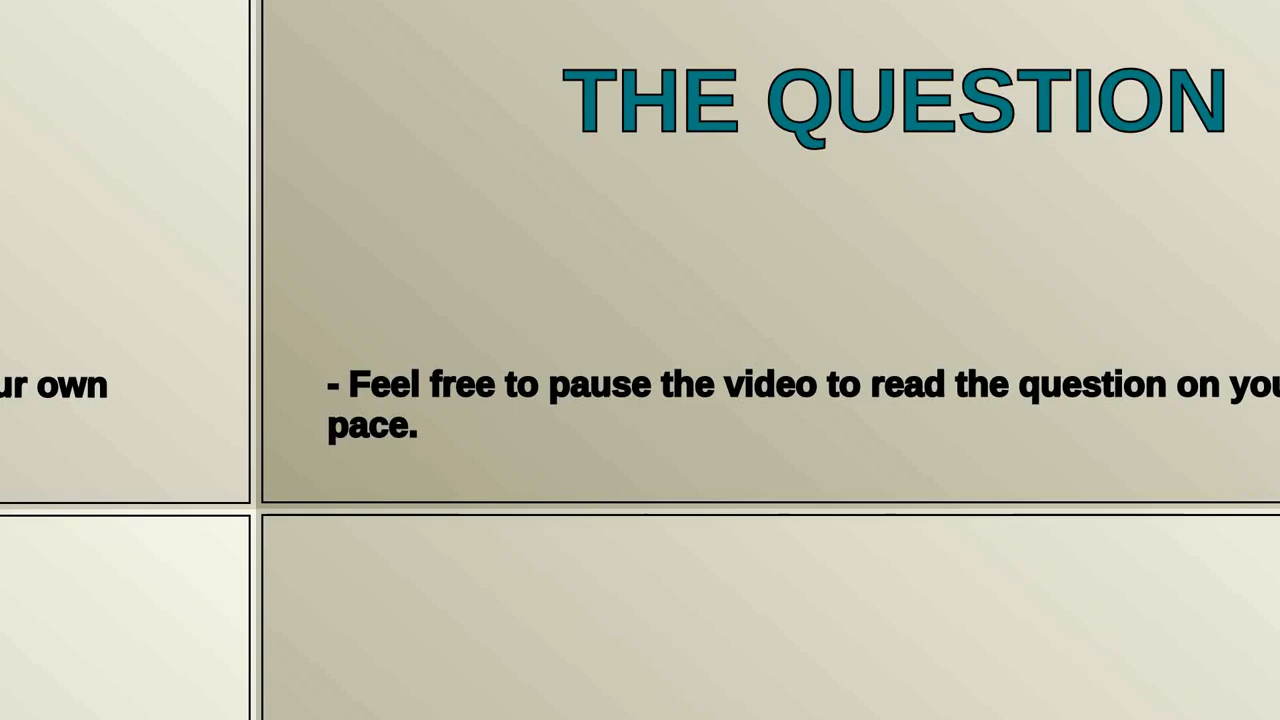 THE QUESTION
ur own
- Feel free to pause the video to read the question on you
pace.